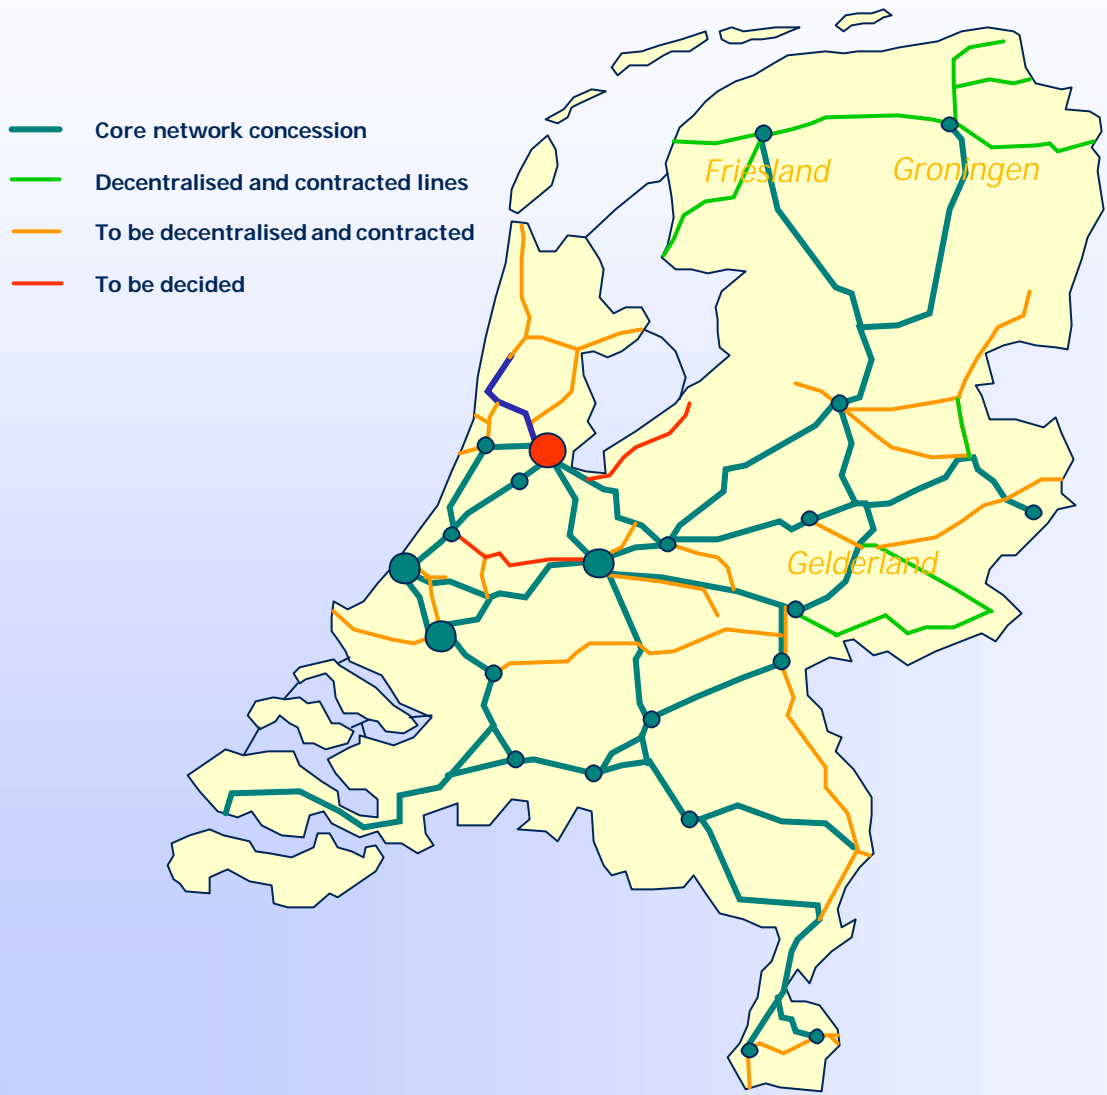 Core network concession
Decentralised and contracted lines
To be decentralised and contracted
To be decided
Friesland
Groningen
Gelderland